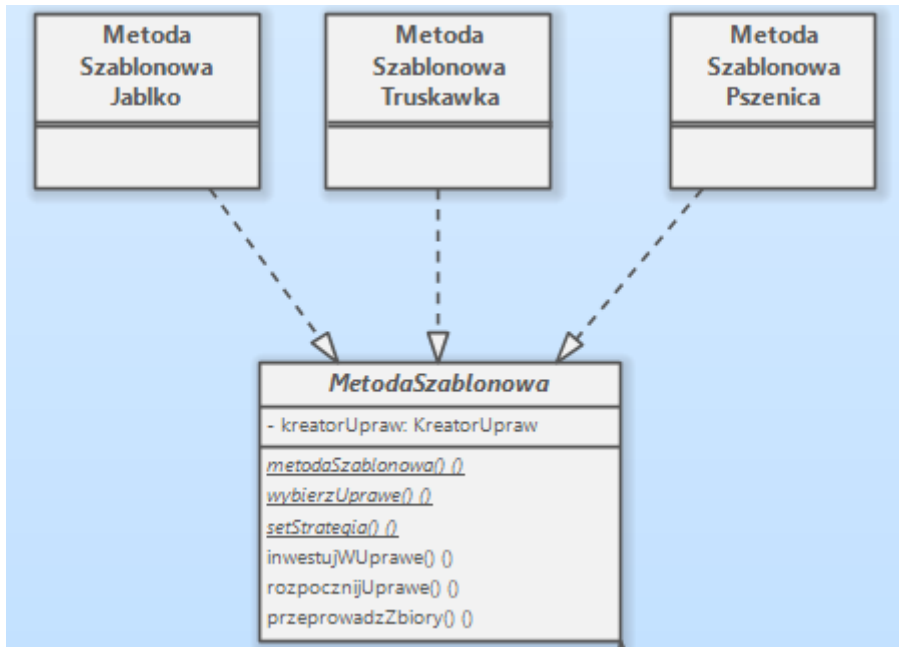 Metoda
Szablonowa
Jablko
Metoda
Szablonowa
Truskawka
Metoda
Szablonowa
Pszenica
MetodaSzablonowa
- kreatorUpraw: KreatorUpraw
metodaSzablonowa() ()
wybierzUprawe() ()
setStrategia() ()
inwestujWUprawe() ()
rozpocznijUprawe() ()
przeprowadzZbiory() ()